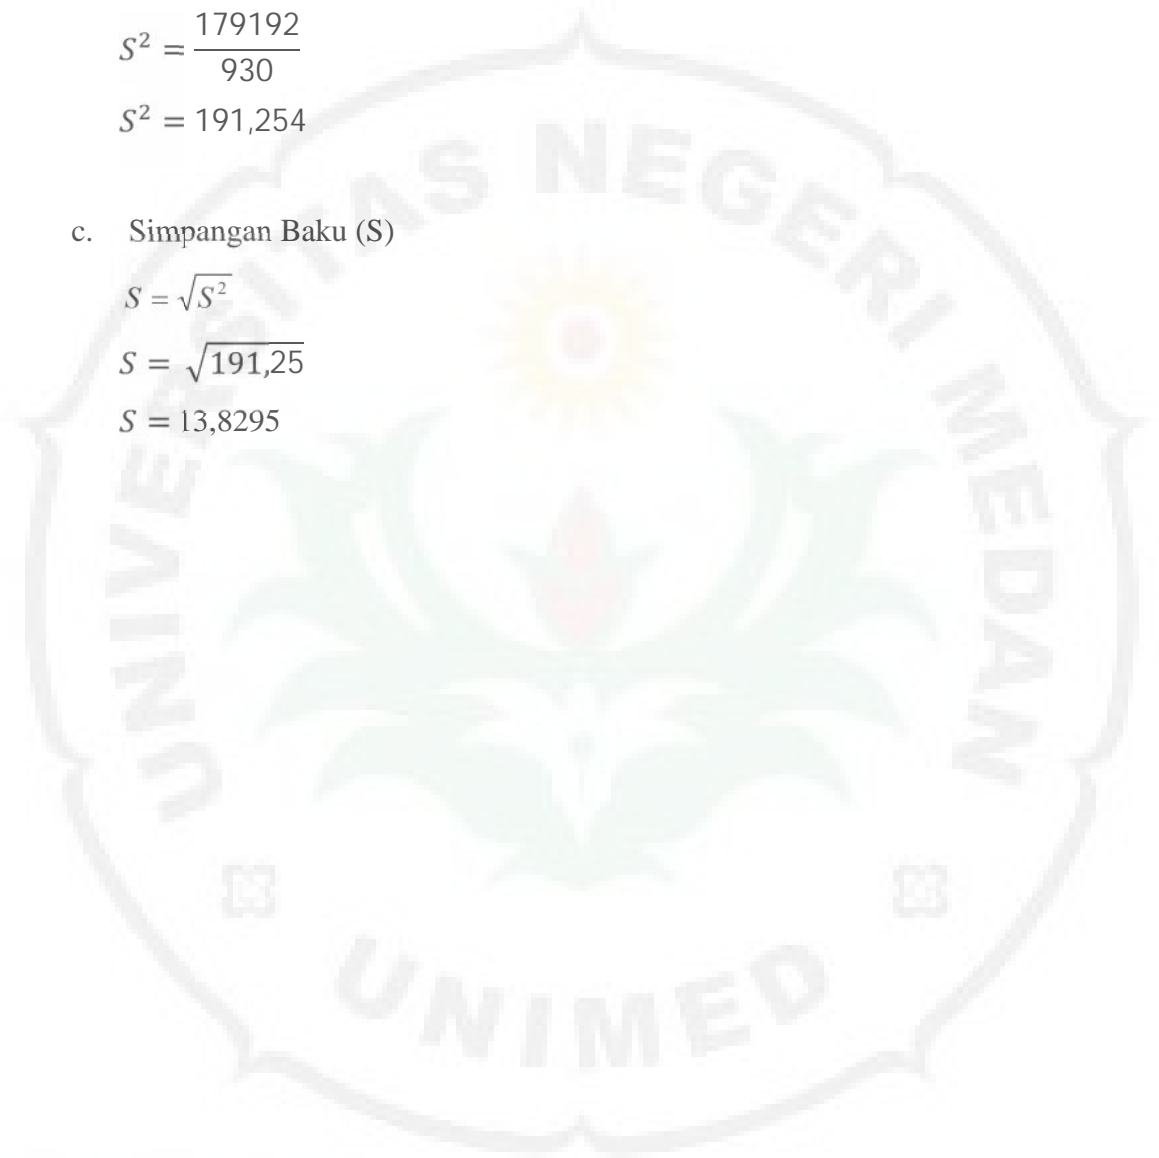 S² = 179192 / 930
S² = 191,254
c. Simpangan Baku (S)
S = √S²
S = √191,25
S = 13,8295
UNIVERSITAS NEGERI MEDAN
UNIMED